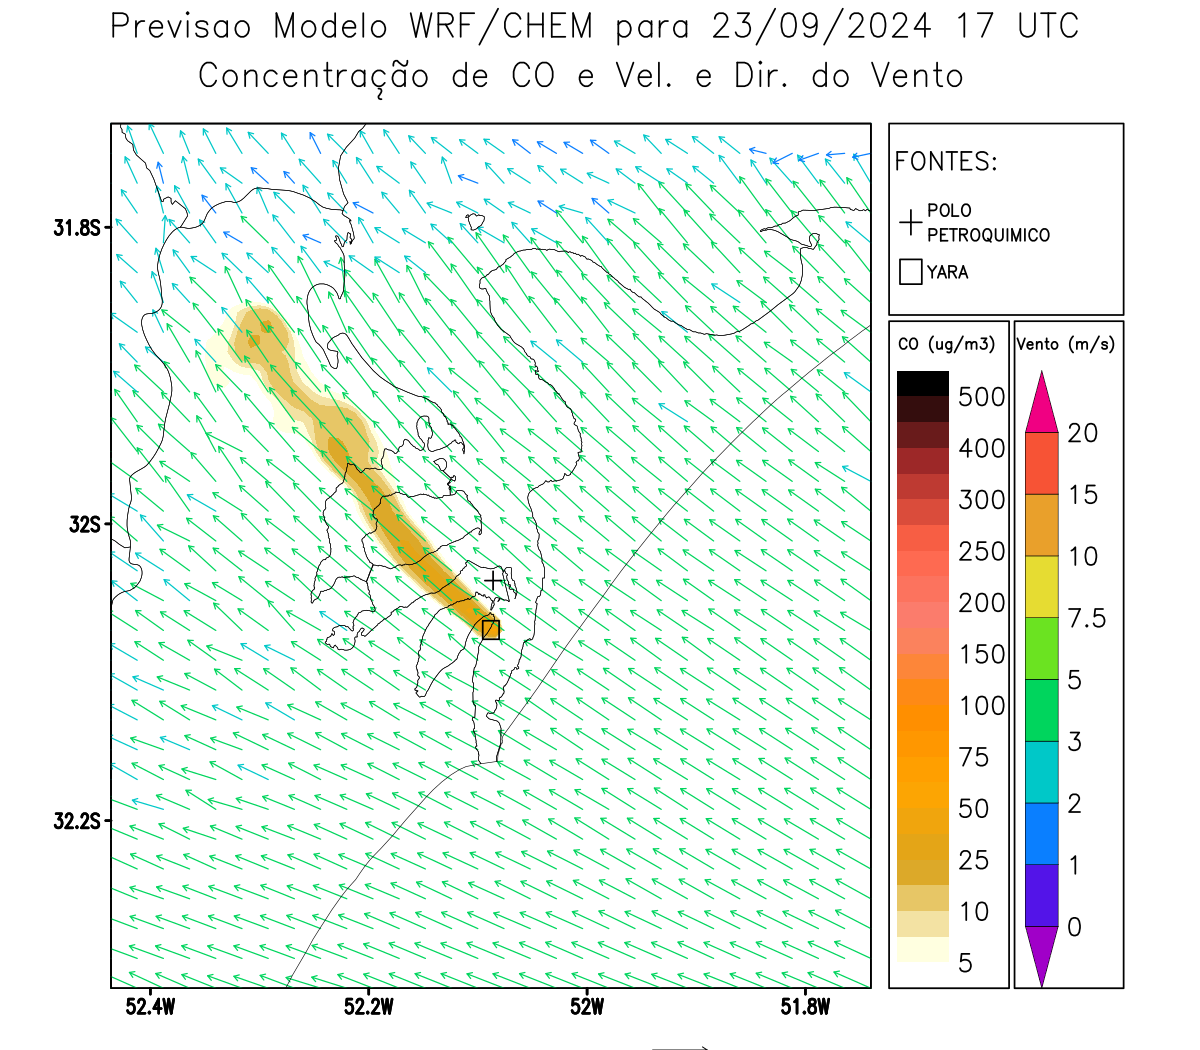 Previsao Modelo WRF/CHEM para 23/09/2024 17 UTC
Concentração de CO e Vel. e Dir. do Vento
FONTES:
POLO
PETROQUIMICO
YARA
31.8S
32S
32.2S
52.4W
52.2W
52W
51.8W
CO (ug/m3)
500
400
300
250
200
150
100
75
50
25
10
5
Vento (m/s)
20
15
10
7.5
5
3
2
1
0